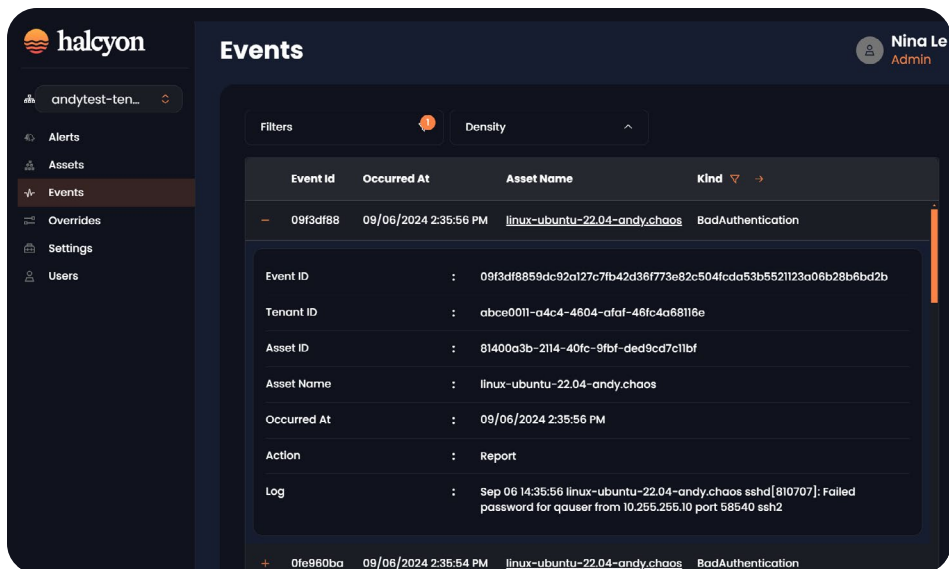 halcyon
Events
Nina Le
Admin
andytest-ten...
Alerts
Assets
Events
Overrides
Settings
Users
Filters
1
Density
Event Id Occurred At Asset Name Kind
09f3df88 09/06/2024 2:35:56 PM linux-ubuntu-22.04-andy.chaos BadAuthentication
Event ID : 09f3df8859dc92a127c7fb42d36f773e82c504fcda53b5521123a06b28b6bd2b
Tenant ID : abce0011-a4c4-4604-afaf-46fc4a68116e
Asset ID : 81400a3b-2114-40fc-9fbf-ded9cd7c11bf
Asset Name : linux-ubuntu-22.04-andy.chaos
Occurred At : 09/06/2024 2:35:56 PM
Action : Report
Log : Sep 06 14:35:56 linux-ubuntu-22.04-andy.chaos sshd[810707]: Failed
password for qauser from 10.255.255.10 port 58540 ssh2
0fe960ba 09/06/2024 2:35:54 PM linux-ubuntu-22.04-andy.chaos BadAuthentication